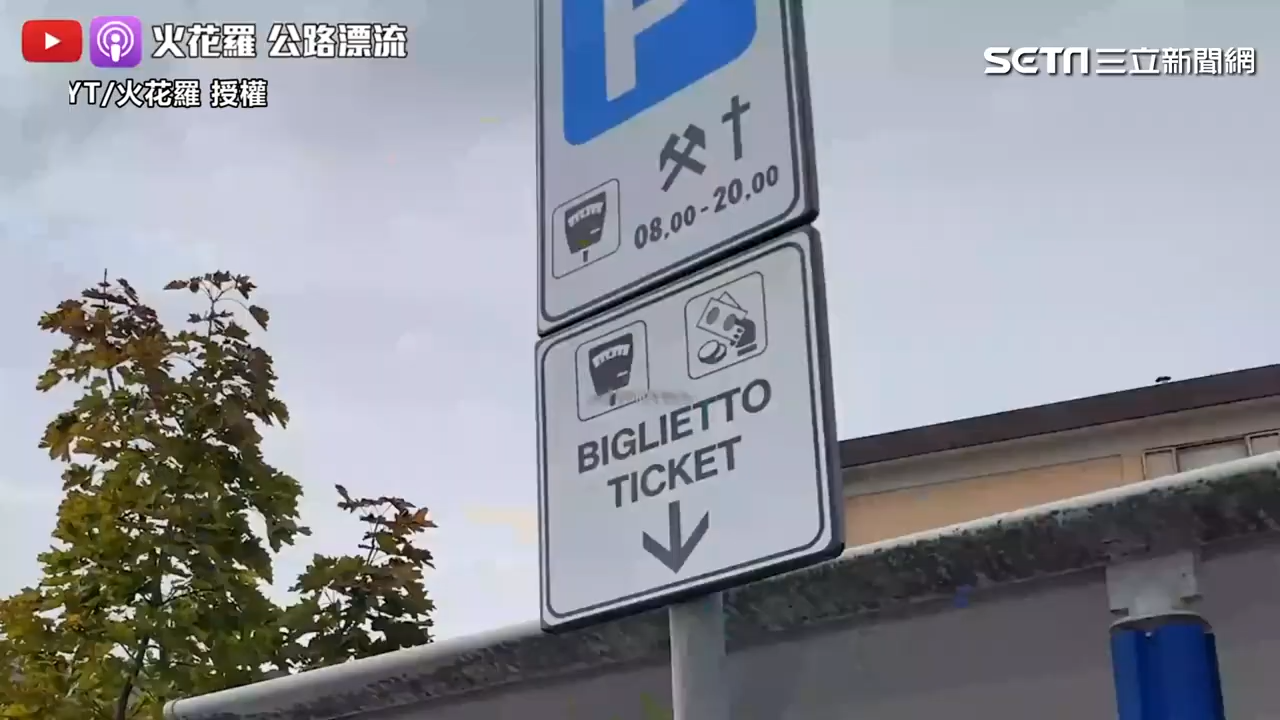 火花羅 公路漂流
YT/火花羅 授權
SETN三立新聞網
P
08.00-20.00
BIGLIETTO
TICKET